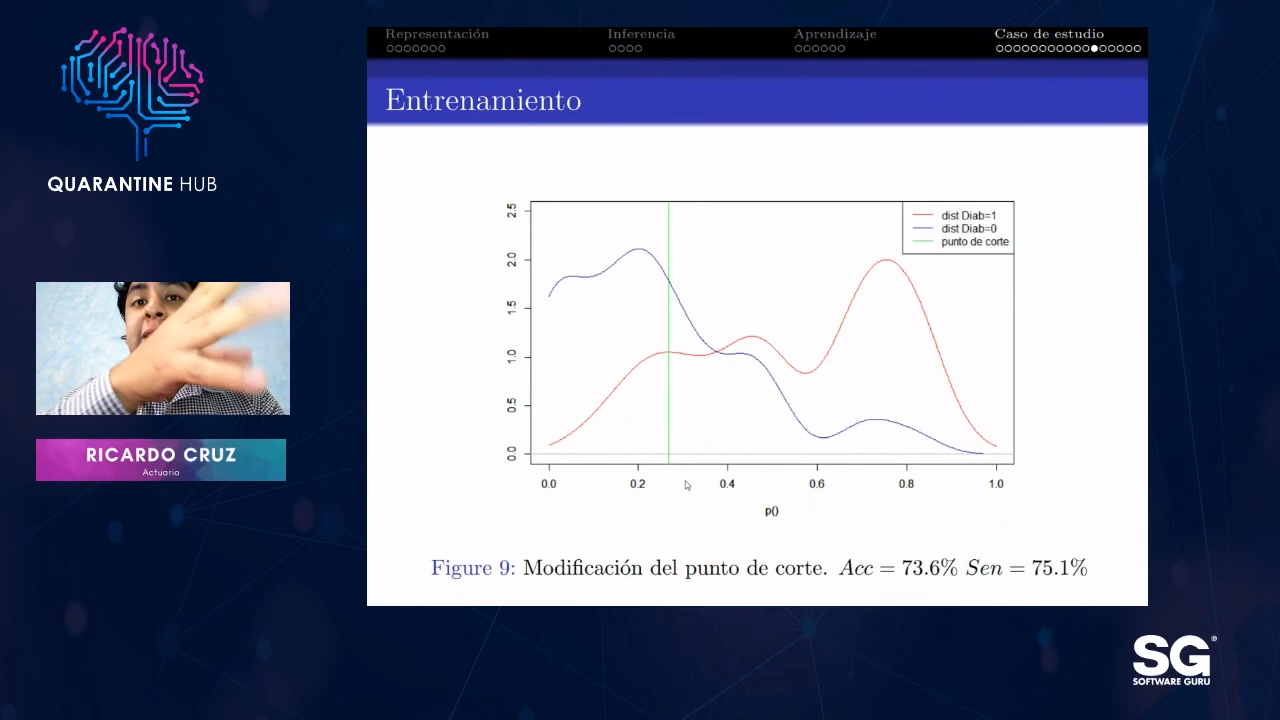 QUARANTINE HUB
RICARDO CRUZ
Actuario
Representación
Inferencia
Aprendizaje
Caso de estudio
Entrenamiento
2.5
2.0
1.5
1.0
0.5
0.0
dist Diab=1
dist Diab=0
punto de corte
0.0 0.2 0.4 0.6 0.8 1.0
p()
Figure 9: Modificación del punto de corte. Acc = 73.6% Sen = 75.1%
SG®
SOFTWARE GURU